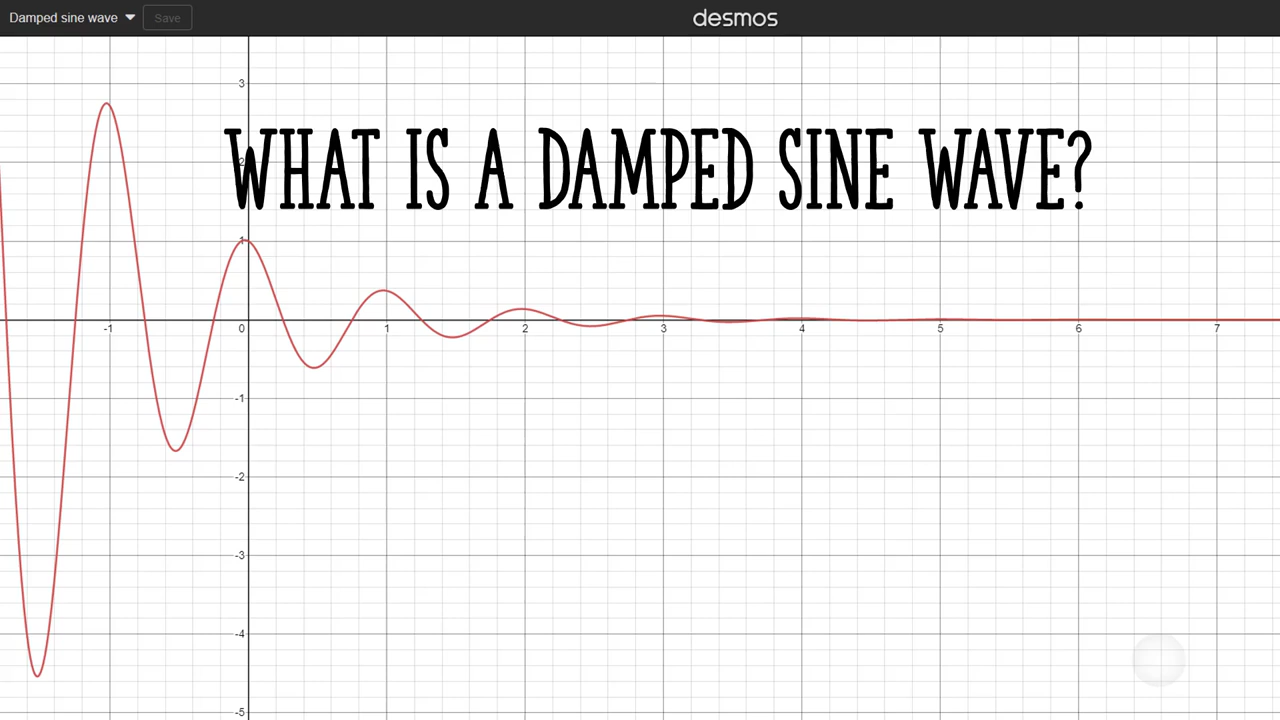 Damped sine wave Save desmos
3
WHAT IS A DAMPED SINE WAVE?
2
1
-1 0 1 2 3 4 5 6 7
-1
-2
-3
-4
-5